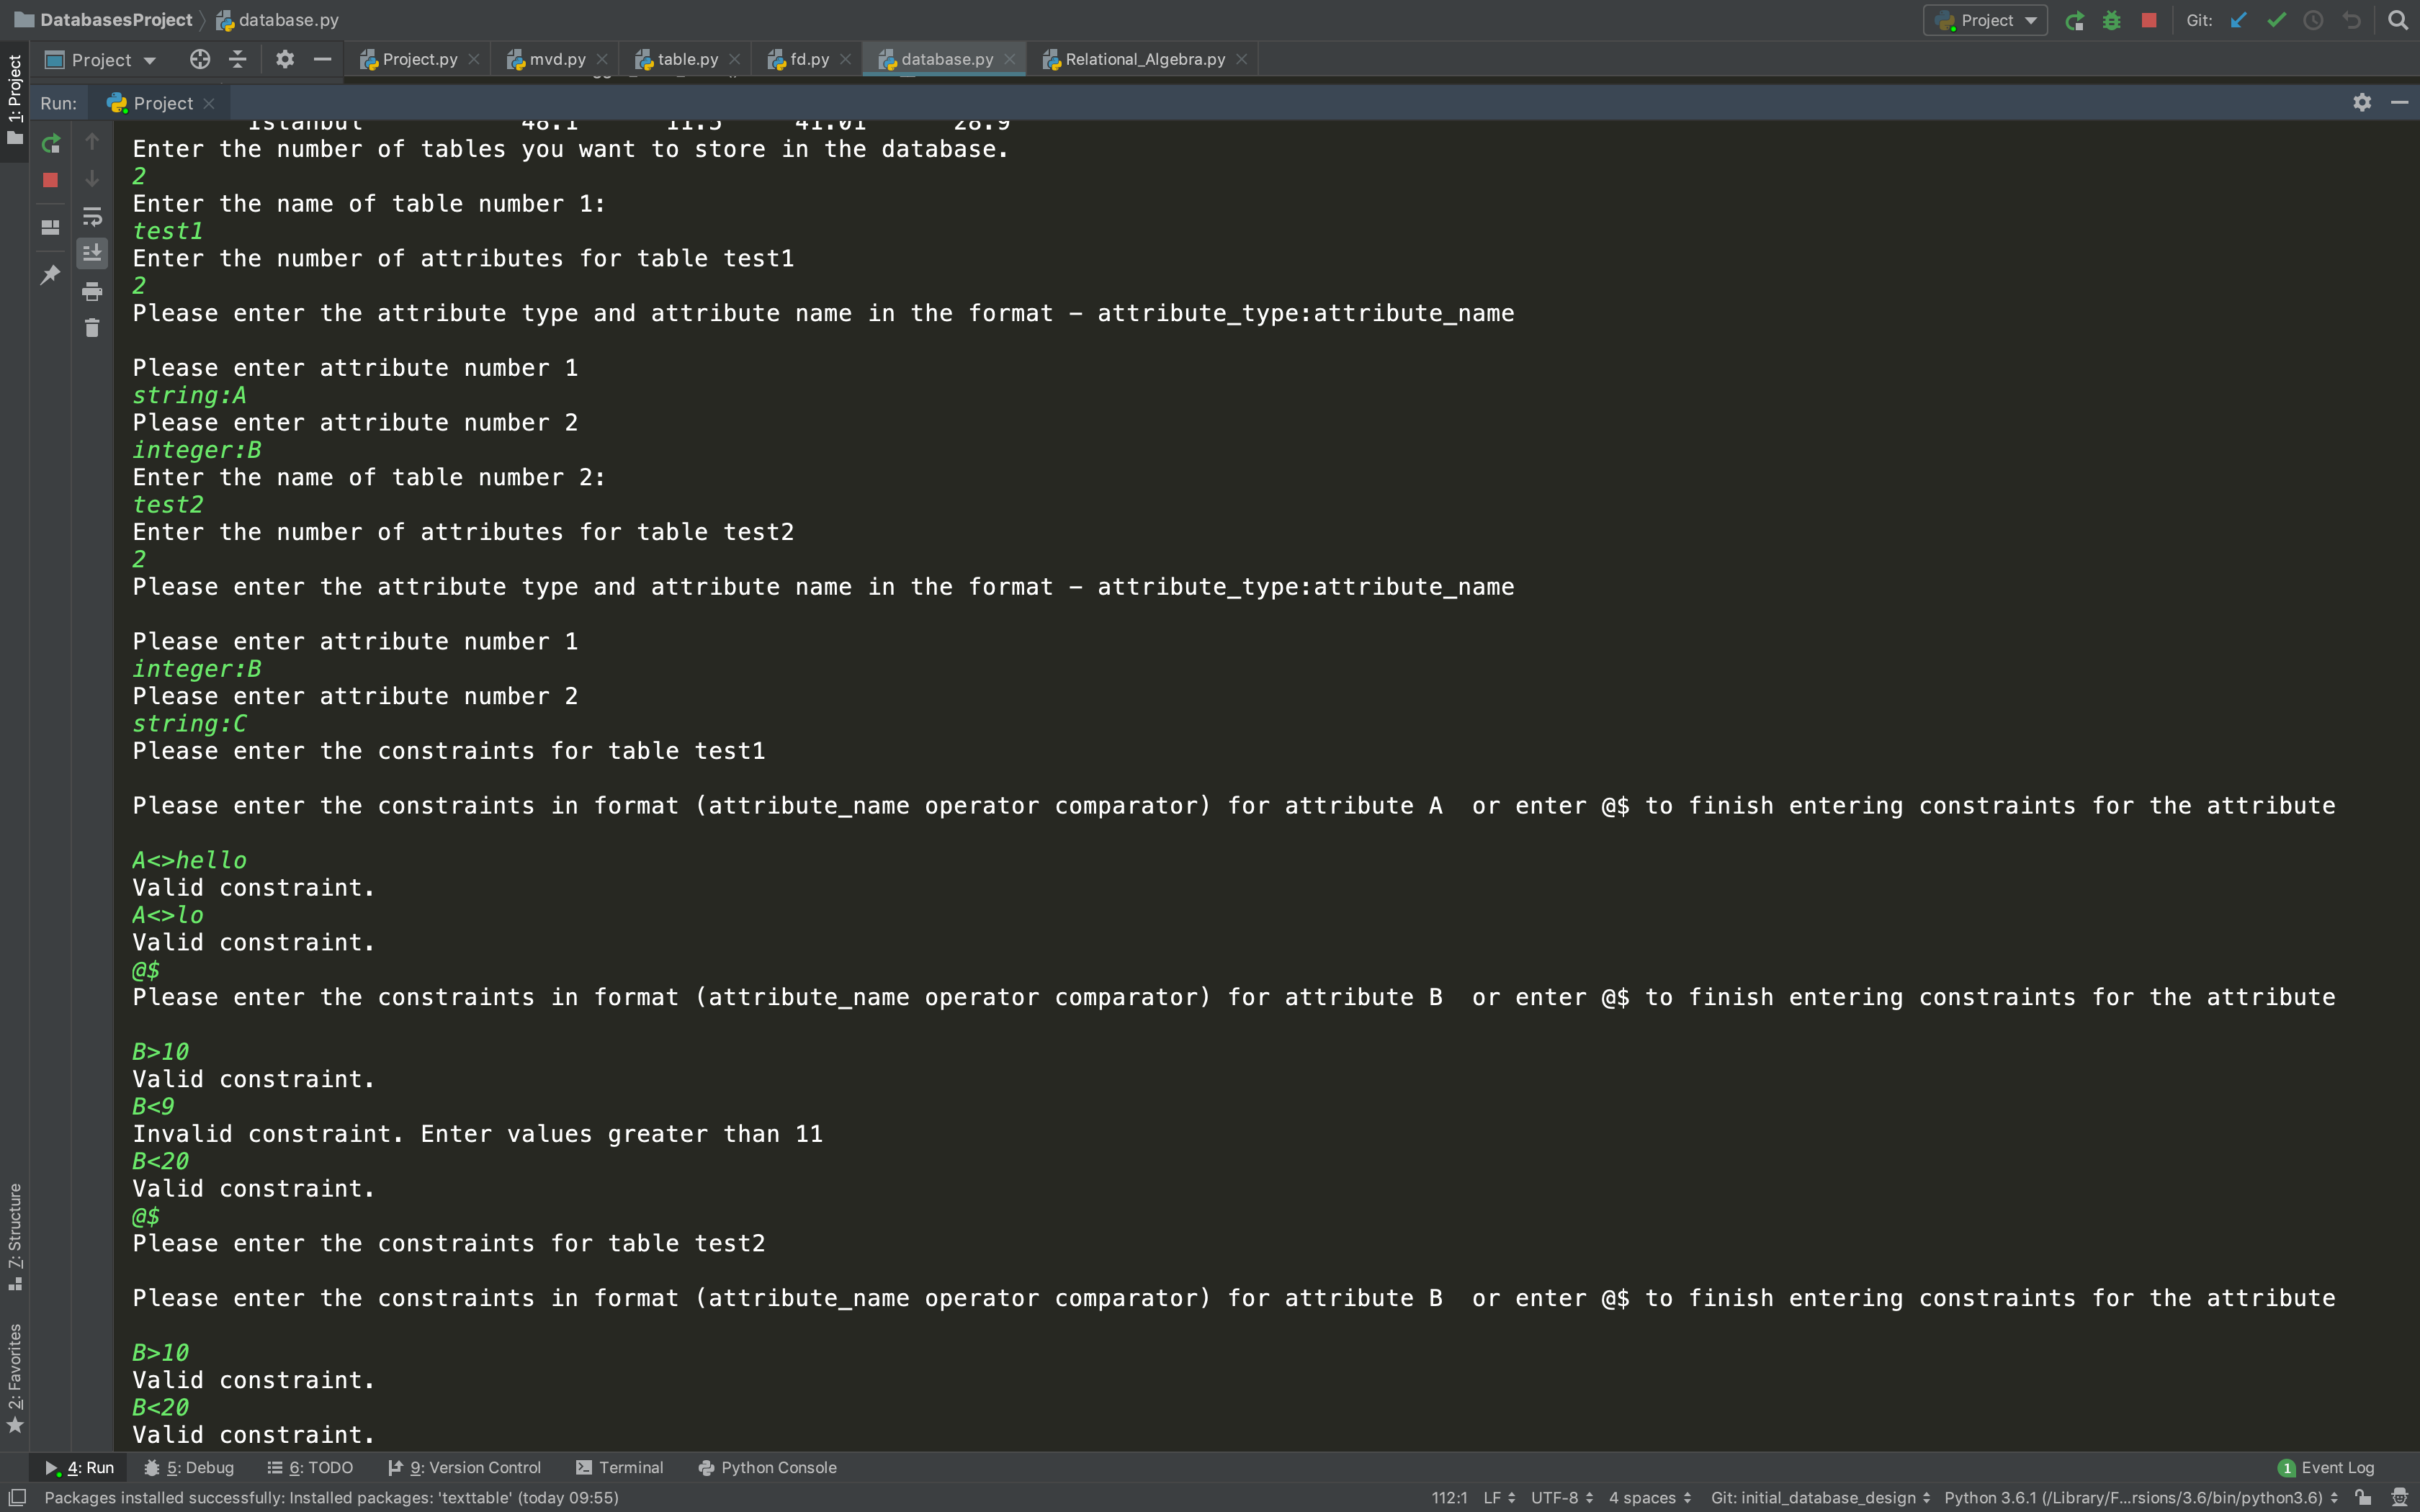 DatabasesProject database.py Project Git:
1: Project Project Project.py mvd.py table.py fd.py database.py Relational_Algebra.py
Run: Project
Istanbul 48.1 11.5 41.01 28.9
Enter the number of tables you want to store in the database.
2
Enter the name of table number 1:
test1
Enter the number of attributes for table test1
2
Please enter the attribute type and attribute name in the format – attribute_type:attribute_name
Please enter attribute number 1
string:A
Please enter attribute number 2
integer:B
Enter the name of table number 2:
test2
Enter the number of attributes for table test2
2
Please enter the attribute type and attribute name in the format – attribute_type:attribute_name
Please enter attribute number 1
integer:B
Please enter attribute number 2
string:C
Please enter the constraints for table test1
Please enter the constraints in format (attribute_name operator comparator) for attribute A  or enter @$ to finish entering constraints for the attribute
A<>hello
Valid constraint.
A<>lo
Valid constraint.
@$
Please enter the constraints in format (attribute_name operator comparator) for attribute B  or enter @$ to finish entering constraints for the attribute
B>10
Valid constraint.
B<9
Invalid constraint. Enter values greater than 11
B<20
Valid constraint.
@$
Please enter the constraints for table test2
Please enter the constraints in format (attribute_name operator comparator) for attribute B  or enter @$ to finish entering constraints for the attribute
B>10
Valid constraint.
B<20
Valid constraint.
7: Structure
2: Favorites
4: Run 5: Debug 6: TODO 9: Version Control Terminal Python Console 1 Event Log
Packages installed successfully: Installed packages: 'texttable' (today 09:55) 112:1 LF UTF-8 4 spaces Git: initial_database_design Python 3.6.1 (/Library/F...rsions/3.6/bin/python3.6)